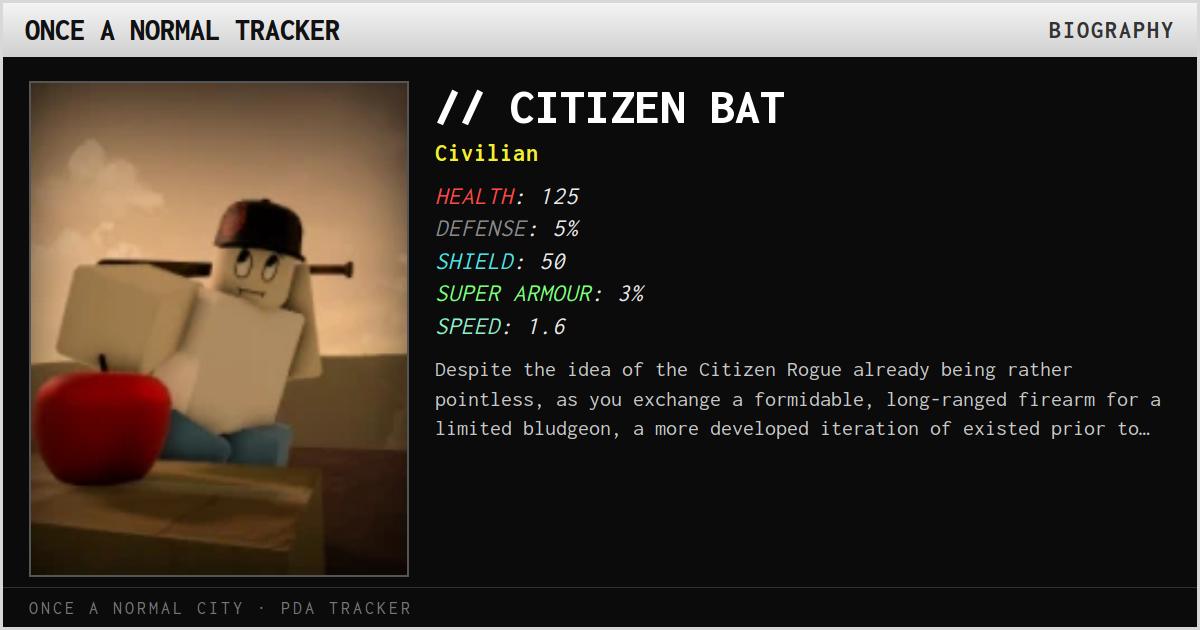 ONCE A NORMAL TRACKER
BIOGRAPHY
// CITIZEN BAT
Civilian
HEALTH: 125
DEFENSE: 5%
SHIELD: 50
SUPER ARMOUR: 3%
SPEED: 1.6
Despite the idea of the Citizen Rogue already being rather
pointless, as you exchange a formidable, long-ranged firearm for a
limited bludgeon, a more developed iteration of existed prior to…
ONCE A NORMAL CITY · PDA TRACKER